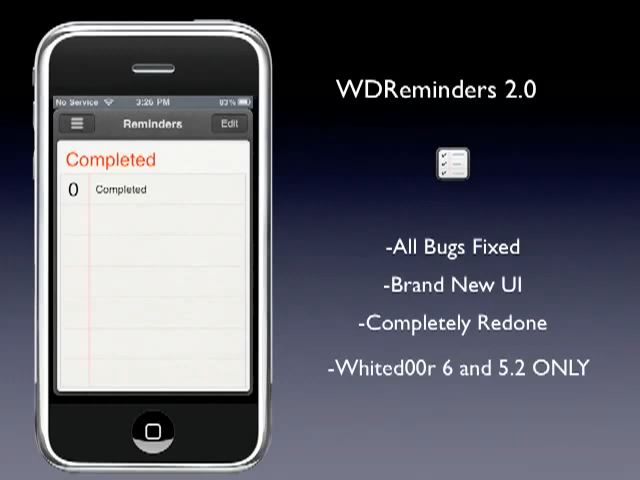 No Service 3:26 PM 83%
Reminders Edit
Completed
0 Completed
WDReminders 2.0
-All Bugs Fixed
-Brand New UI
-Completely Redone
-Whited00r 6 and 5.2 ONLY